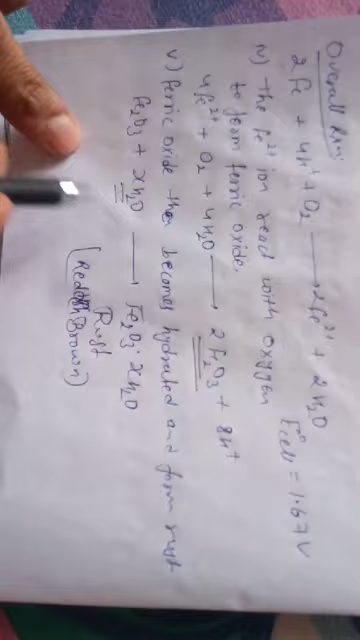 Overall Rxn:
2Fe + 4H⁺ + O₂ ⟶ 2Fe²⁺ + 2H₂O
E°cell = 1.67 V
iv) The Fe²⁺ ion react with oxygen
to form ferric oxide.
4Fe²⁺ + O₂ + 4H₂O ⟶ 2Fe₂O₃ + 8H⁺
v) ferric oxide then becomes hydrated and form rust
Fe₂O₃ + xH₂O ⟶ Fe₂O₃·xH₂O
Rust
(Reddish Brown)